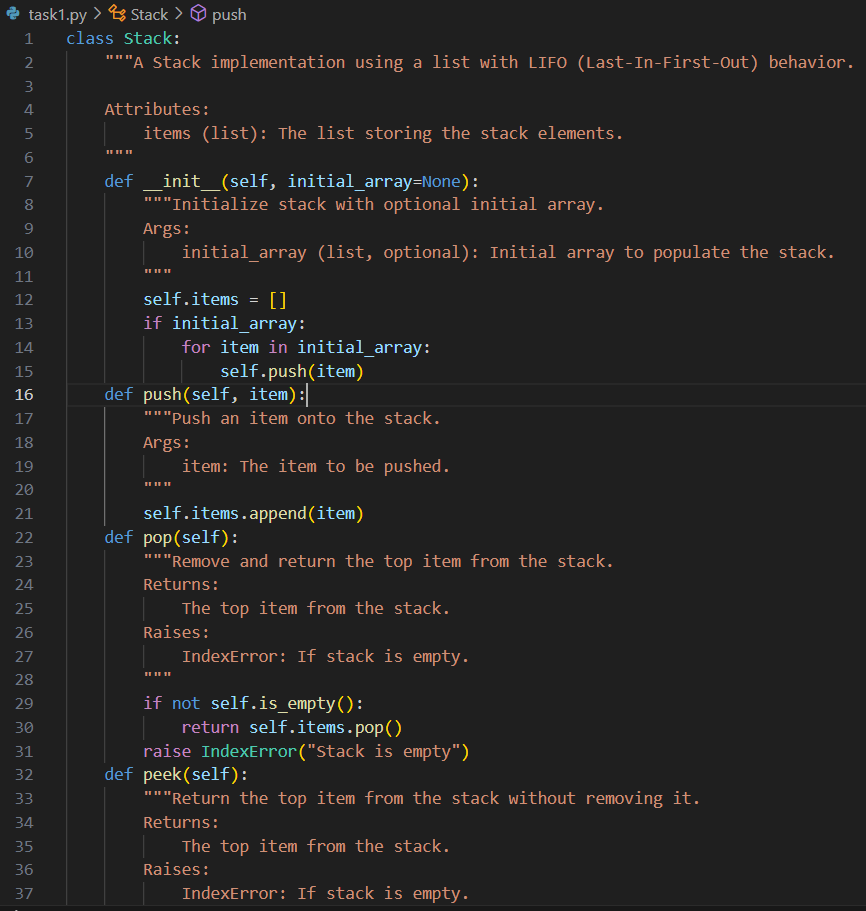 task1.py > Stack > push
1 class Stack:
2     """A Stack implementation using a list with LIFO (Last-In-First-Out) behavior.
3
4     Attributes:
5         items (list): The list storing the stack elements.
6     """
7     def __init__(self, initial_array=None):
8         """Initialize stack with optional initial array.
9         Args:
10             initial_array (list, optional): Initial array to populate the stack.
11         """
12         self.items = []
13         if initial_array:
14             for item in initial_array:
15                 self.push(item)
16     def push(self, item):
17         """Push an item onto the stack.
18         Args:
19             item: The item to be pushed.
20         """
21         self.items.append(item)
22     def pop(self):
23         """Remove and return the top item from the stack.
24         Returns:
25             The top item from the stack.
26         Raises:
27             IndexError: If stack is empty.
28         """
29         if not self.is_empty():
30             return self.items.pop()
31         raise IndexError("Stack is empty")
32     def peek(self):
33         """Return the top item from the stack without removing it.
34         Returns:
35             The top item from the stack.
36         Raises:
37             IndexError: If stack is empty.